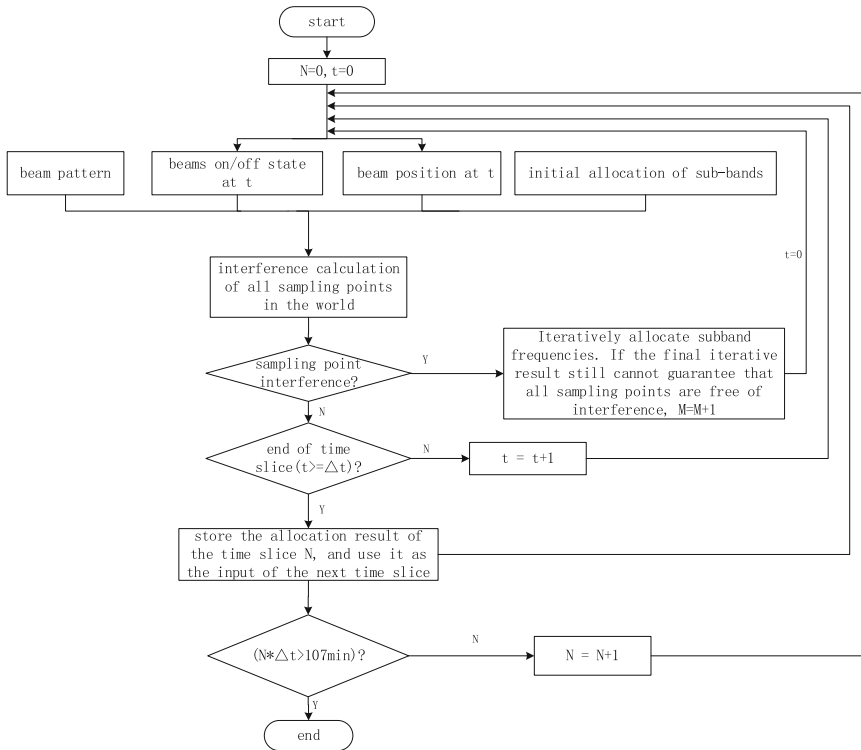 start
N=0,t=0
beam pattern
beams on/off state
at t
beam position at t
initial allocation of sub-bands
t=0
interference calculation
of all sampling points
in the world
sampling point
interference?
Y
Iteratively allocate subband
frequencies. If the final iterative
result still cannot guarantee that
all sampling points are free of
interference, M=M+1
N
end of time
slice(t>=△t)?
N
t = t+1
Y
store the allocation result of
the time slice N, and use it as
the input of the next time slice
(N*△t>107min)?
N
N = N+1
Y
end